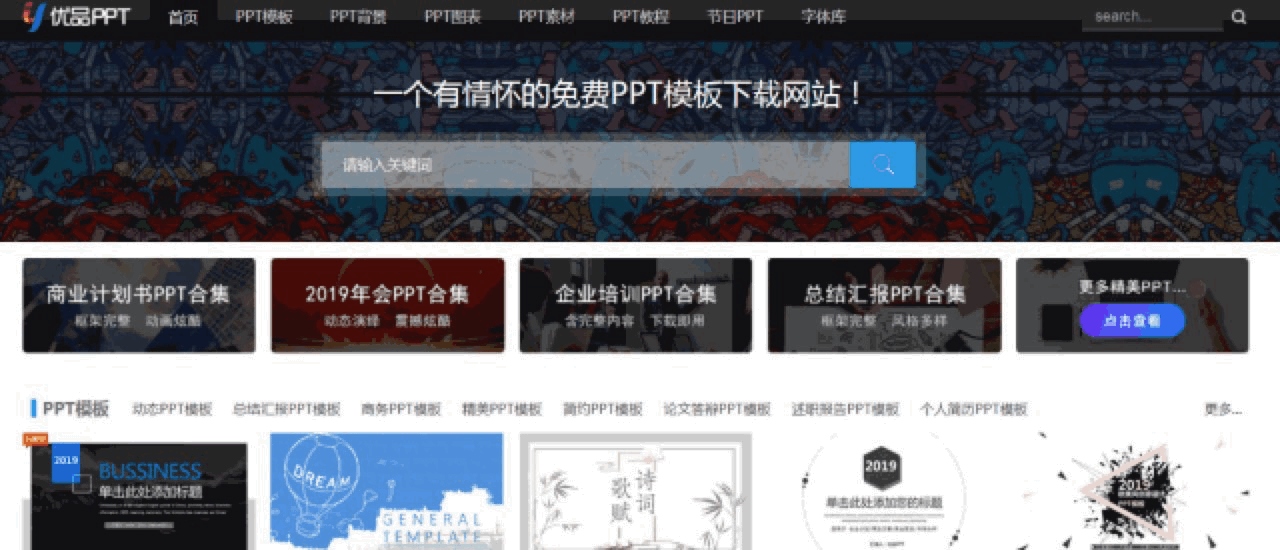 优品PPT 首页 PPT模板 PPT背景 PPT图表 PPT素材 PPT教程 节日PPT 字体库 search...
一个有情怀的免费PPT模板下载网站！
请输入关键词
商业计划书PPT合集 2019年会PPT合集 企业培训PPT合集 总结汇报PPT合集 更多精美PPT...
框架完整 动画炫酷 动态演绎 震撼炫酷 含完整内容 下载即用 框架完整 风格多样 点击查看
PPT模板 动态PPT模板 总结汇报PPT模板 商务PPT模板 精美PPT模板 简约PPT模板 论文答辩PPT模板 述职报告PPT模板 个人简历PPT模板 更多...
2019
BUSSINESS
单击此处添加标题
DREAM
GENERAL
TEMPLATE
诗词
歌赋
2019
单击此处添加您的标题
2019